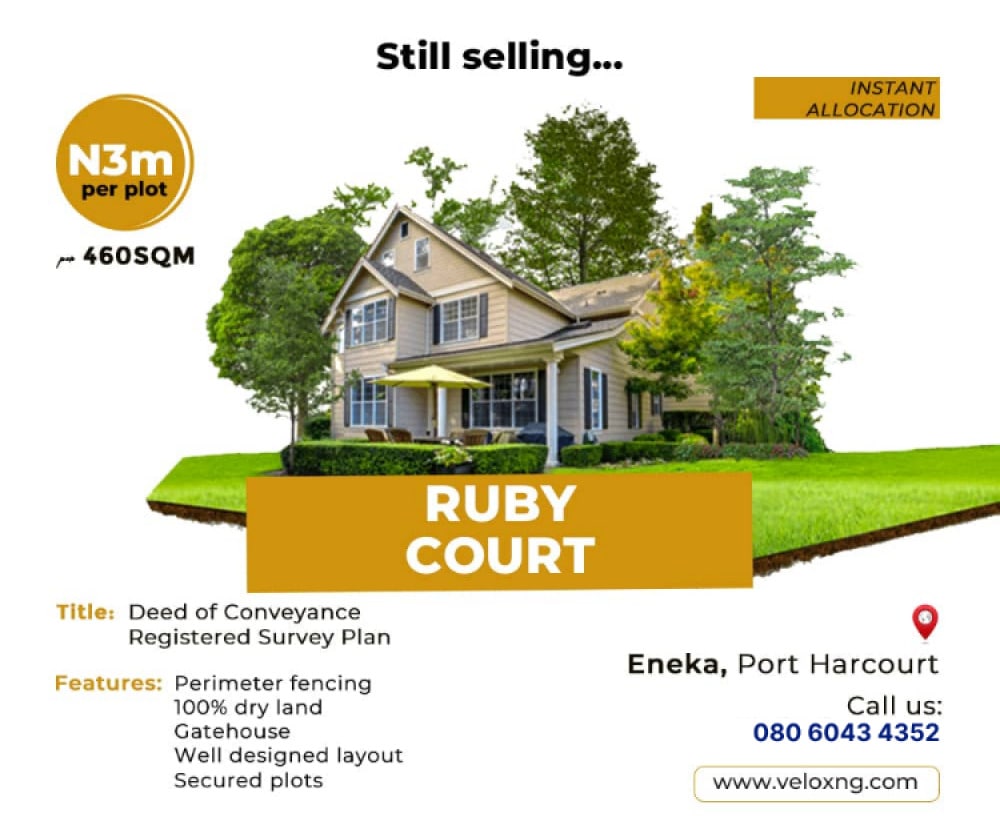 Still selling...
INSTANT
ALLOCATION
N3m
per plot
460SQM
RUBY
COURT
Title: Deed of Conveyance
Registered Survey Plan
Features: Perimeter fencing
100% dry land
Gatehouse
Well designed layout
Secured plots
Eneka, Port Harcourt
Call us:
080 6043 4352
www.veloxng.com